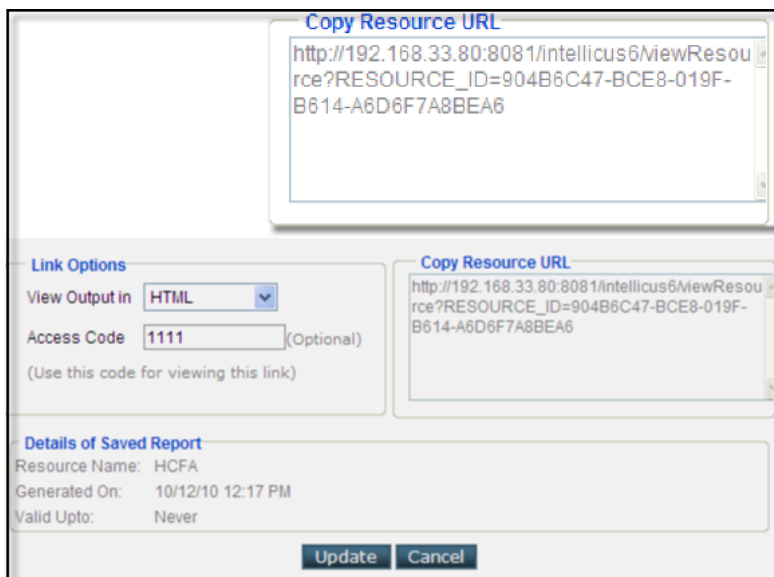 Copy Resource URL
http://192.168.33.80:8081/intellicus6/viewResou
rce?RESOURCE_ID=904B6C47-BCE8-019F-
B614-A6D6F7A8BEA6
Link Options
View Output in HTML
Access Code 1111 (Optional)
(Use this code for viewing this link)
Copy Resource URL
http://192.168.33.80:8081/intellicus6/viewResou
rce?RESOURCE_ID=904B6C47-BCE8-019F-
B614-A6D6F7A8BEA6
Details of Saved Report
Resource Name: HCFA
Generated On: 10/12/10 12:17 PM
Valid Upto: Never
Update Cancel